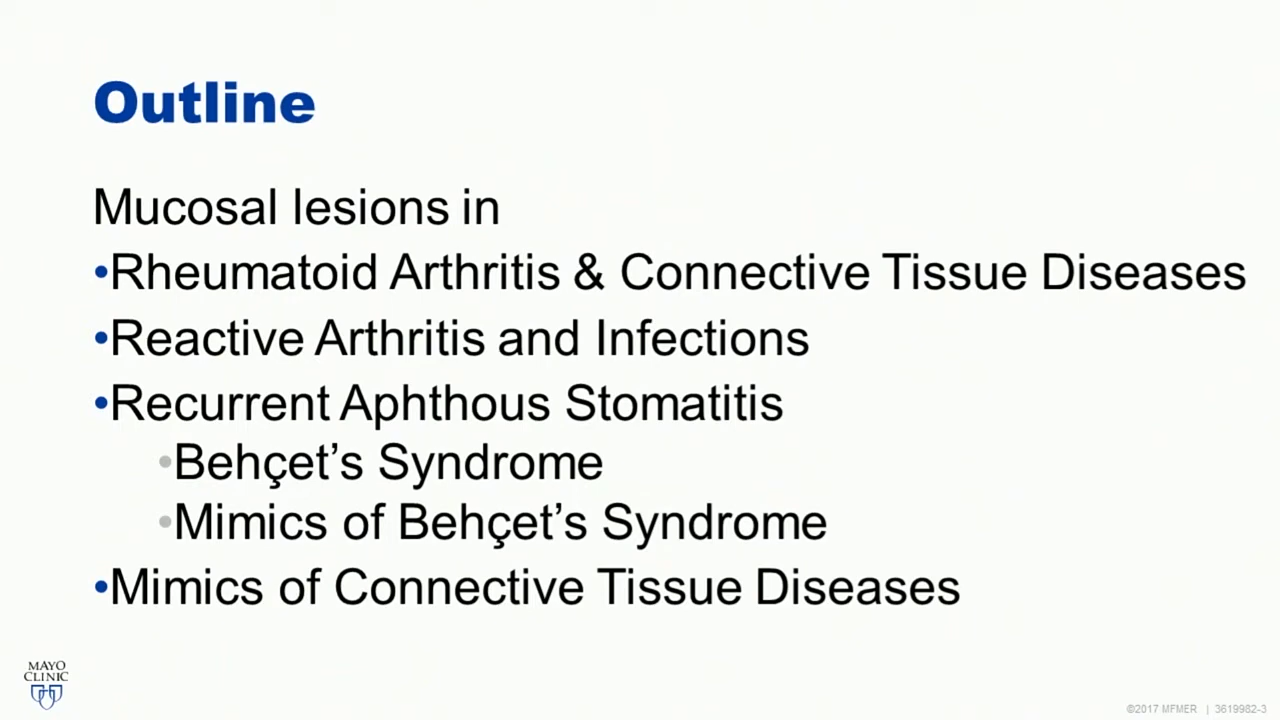 Outline
Mucosal lesions in
•Rheumatoid Arthritis & Connective Tissue Diseases
•Reactive Arthritis and Infections
•Recurrent Aphthous Stomatitis
•Behçet’s Syndrome
•Mimics of Behçet’s Syndrome
•Mimics of Connective Tissue Diseases
MAYO
CLINIC
©2017 MFMER | 3619982-3